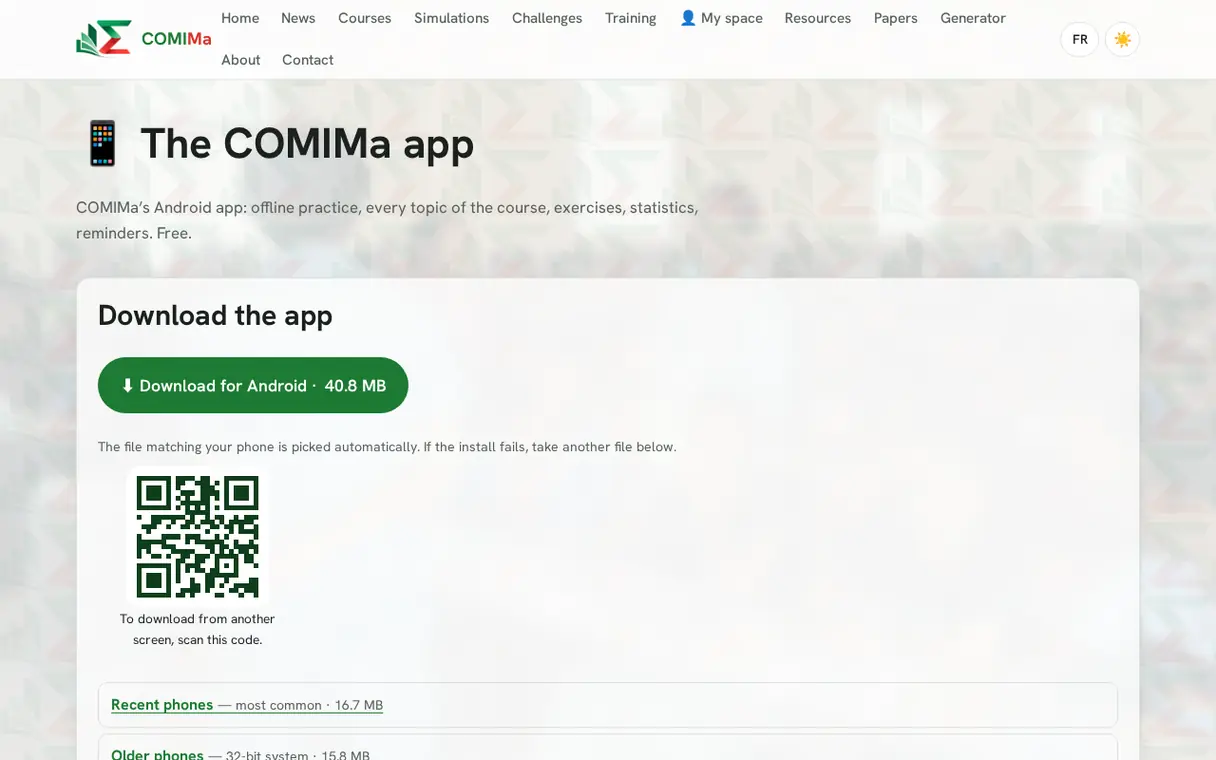 Home News Courses Simulations Challenges Training My space Resources Papers Generator
COMIMa
FR
About Contact
The COMIMa app
COMIMa’s Android app: offline practice, every topic of the course, exercises, statistics,
reminders. Free.
Download the app
⬇ Download for Android · 40.8 MB
The file matching your phone is picked automatically. If the install fails, take another file below.
To download from another
screen, scan this code.
Recent phones — most common · 16.7 MB
Older phones — 32-bit system · 15.8 MB